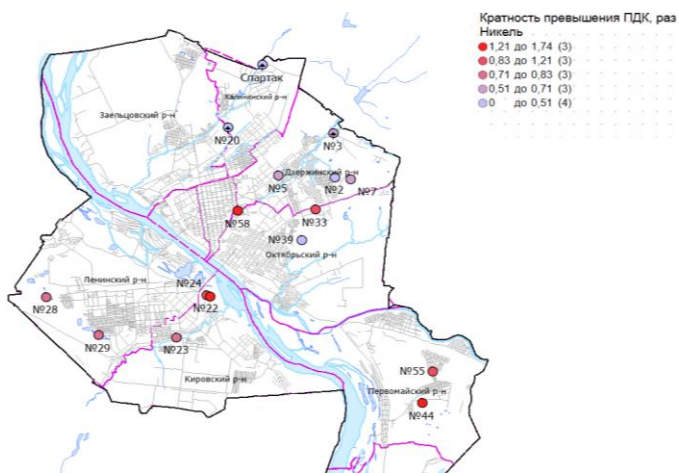 Кратность превышения ПДК, раз
Никель
1,21 до 1,74 (3)
0,83 до 1,21 (3)
0,71 до 0,83 (3)
0,51 до 0,71 (3)
0 до 0,51 (4)
Спартак
Калининский р-н
Заельцовский р-н
№20
№3
Дзержинский р-н
№5
№2
№7
№58
№33
№39
Октябрьский р-н
Ленинский р-н
№24
№22
№28
№29
№23
Кировский р-н
№55
Первомайский р-н
№44